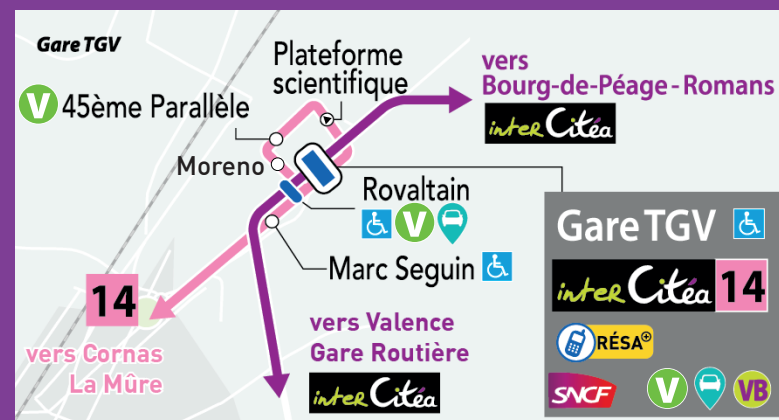 Gare TGV
Plateforme
scientifique
V 45ème Parallèle
Moreno
vers
Bourg-de-Péage - Romans
inter Citéa
Rovaltain
V
Marc Seguin
14
vers Cornas
La Mûre
vers Valence
Gare Routière
inter Citéa
Gare TGV
inter Citéa 14
RÉSA+
SNCF V VB